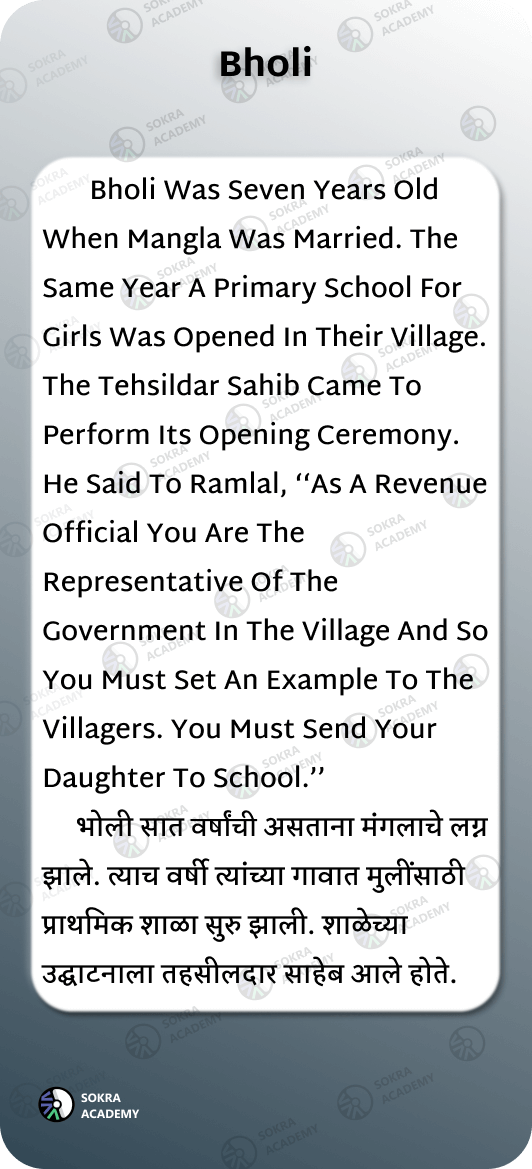 Bholi
Bholi Was Seven Years Old
When Mangla Was Married. The
Same Year A Primary School For
Girls Was Opened In Their Village.
The Tehsildar Sahib Came To
Perform Its Opening Ceremony.
He Said To Ramlal, ‘‘As A Revenue
Official You Are The
Representative Of The
Government In The Village And So
You Must Set An Example To The
Villagers. You Must Send Your
Daughter To School.’’
भोली सात वर्षांची असताना मंगलाचे लग्न
झाले. त्याच वर्षी त्यांच्या गावात मुलींसाठी
प्राथमिक शाळा सुरु झाली. शाळेच्या
उद्घाटनाला तहसीलदार साहेब आले होते.
SOKRA
ACADEMY